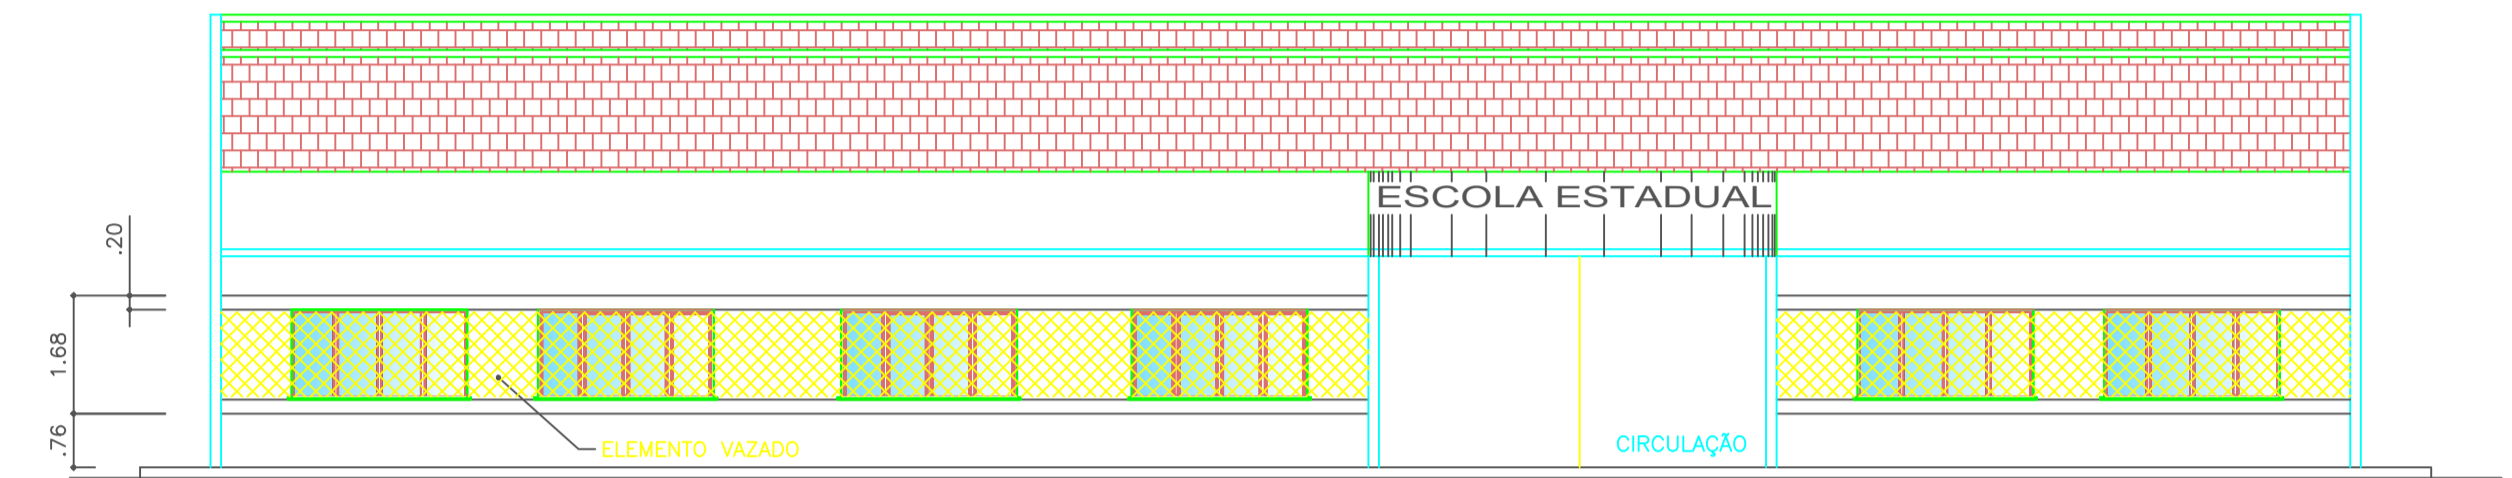 ESCOLA ESTADUAL
.20
1.68
.76
ELEMENTO VAZADO
CIRCULAÇÃO